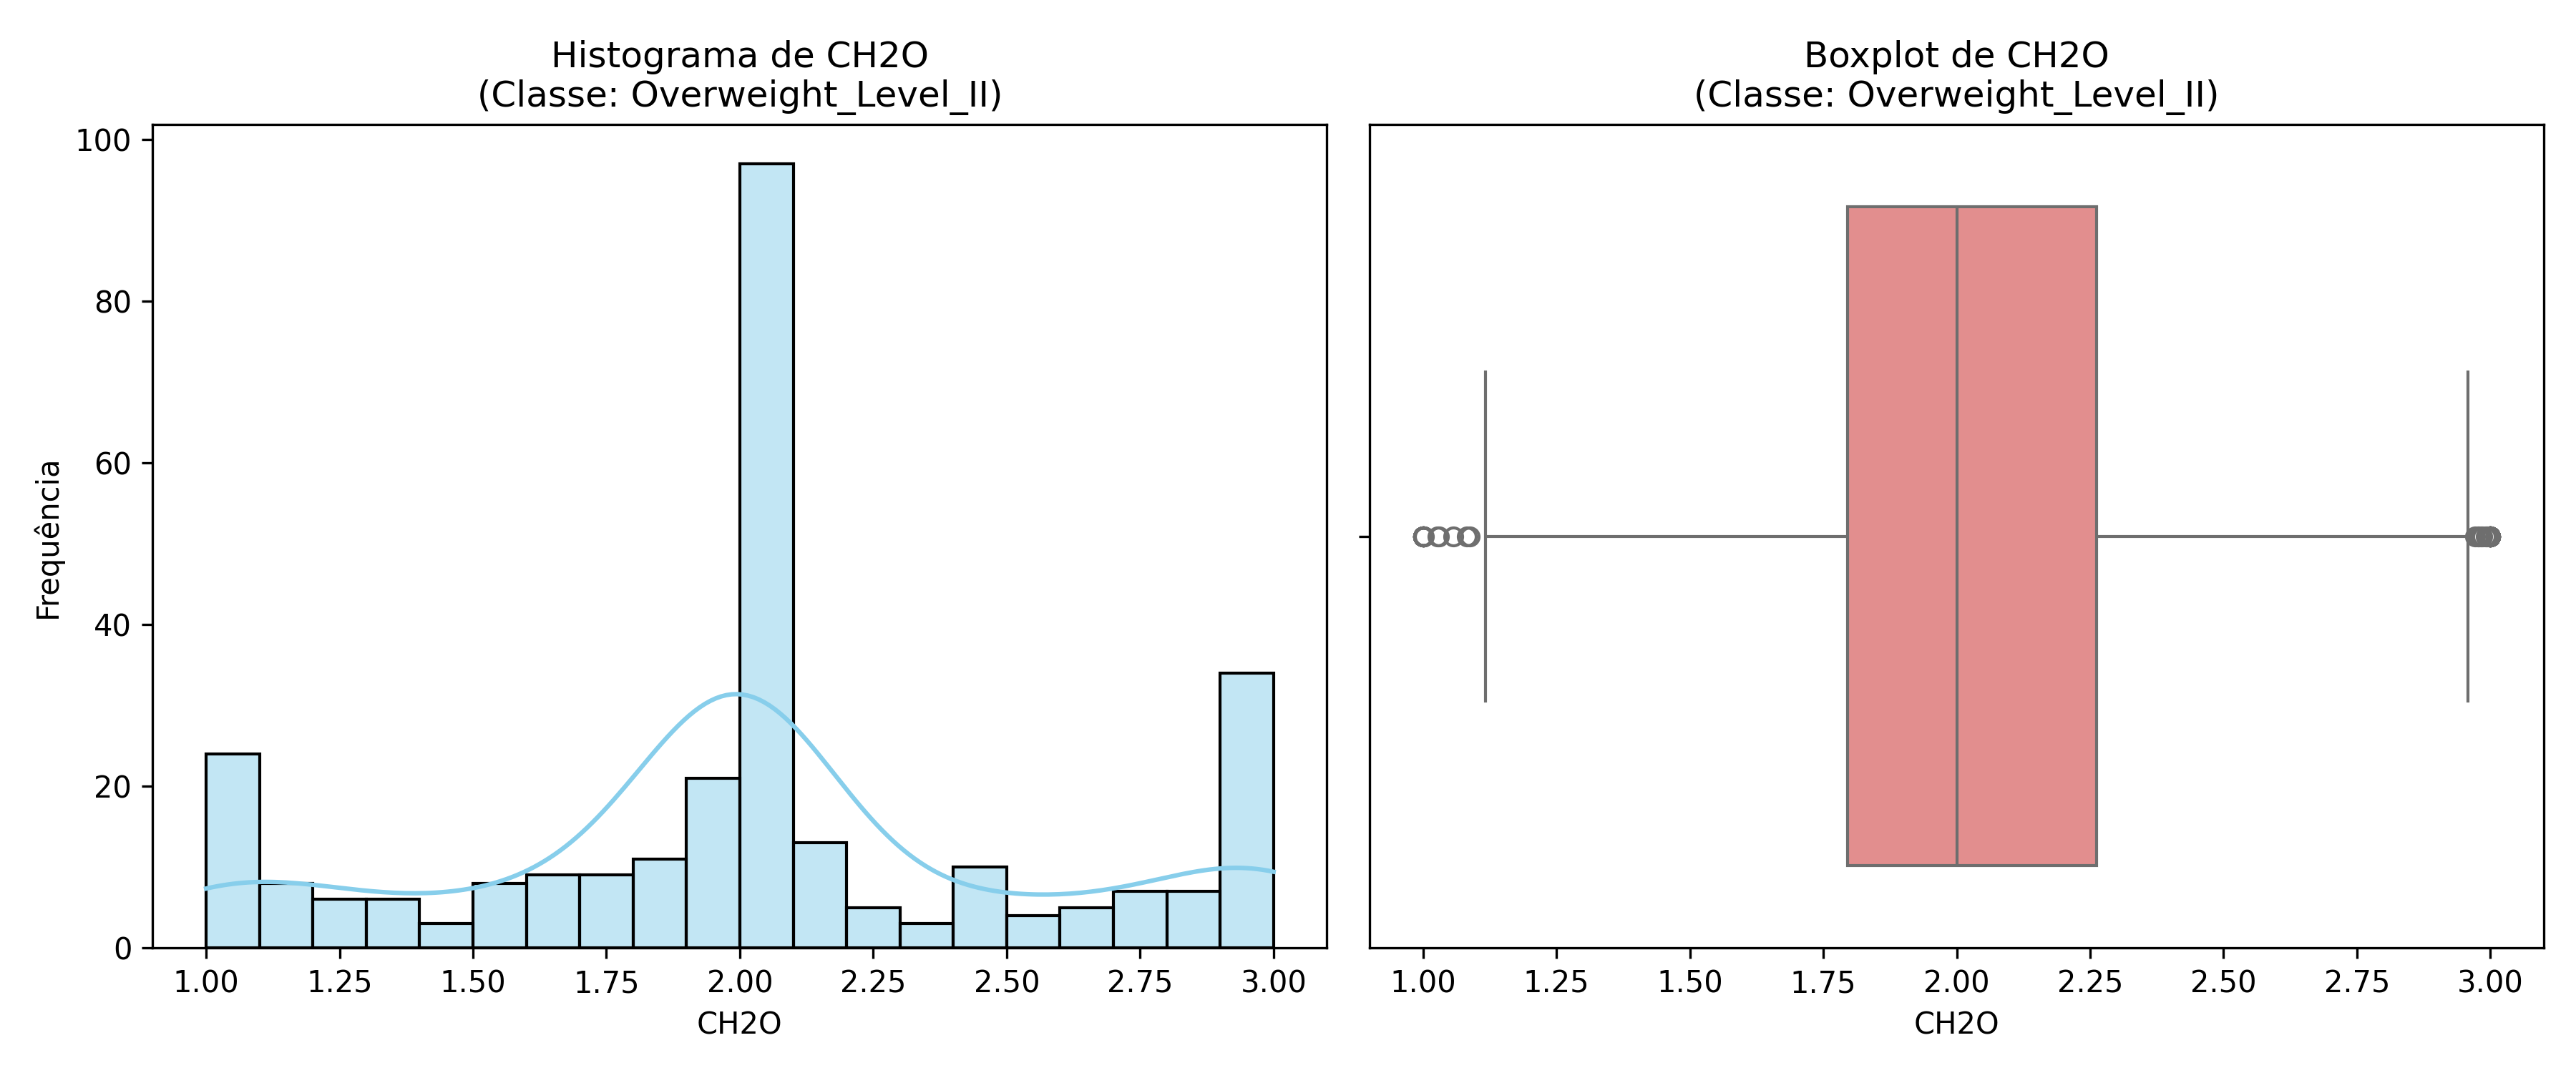 Histograma de CH2O
(Classe: Overweight_Level_II)
100
80
60
40
20
0
Frequência
1.00 1.25 1.50 1.75 2.00 2.25 2.50 2.75 3.00
CH2O
Boxplot de CH2O
(Classe: Overweight_Level_II)
1.00 1.25 1.50 1.75 2.00 2.25 2.50 2.75 3.00
CH2O